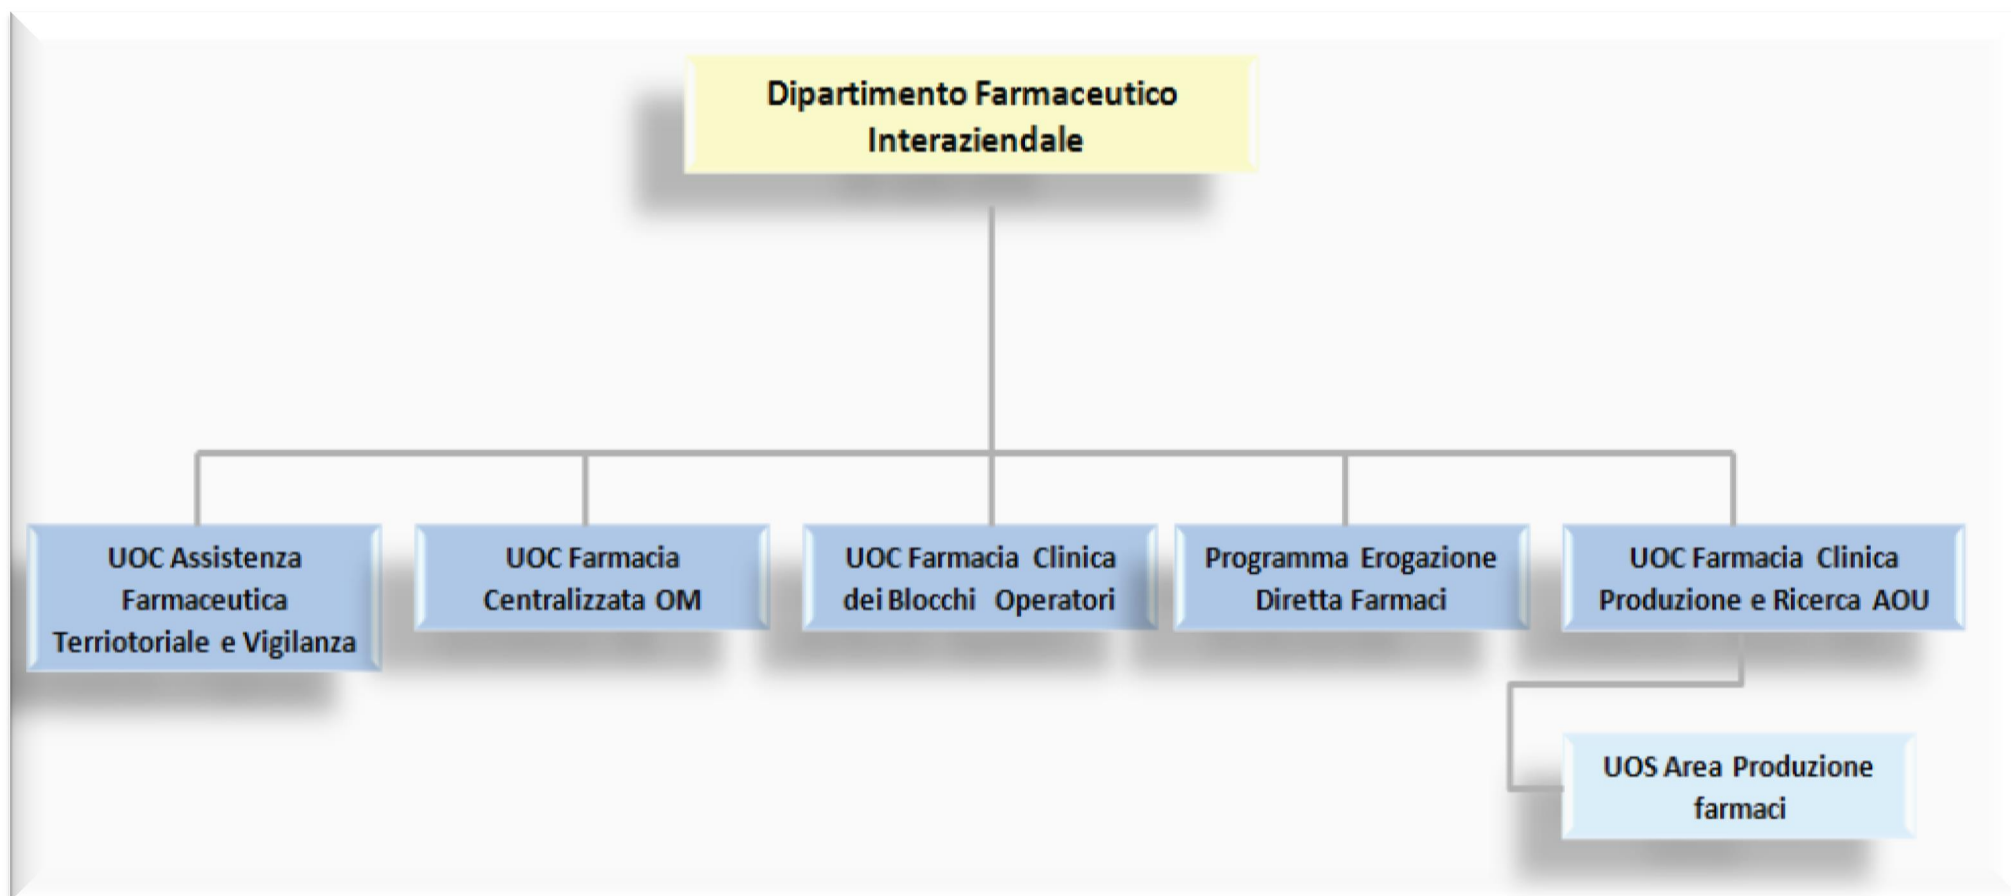 Dipartimento Farmaceutico
Interaziendale
UOC Assistenza
Farmaceutica
Terriotoriale e Vigilanza
UOC Farmacia
Centralizzata OM
UOC Farmacia Clinica
dei Blocchi Operatori
Programma Erogazione
Diretta Farmaci
UOC Farmacia Clinica
Produzione e Ricerca AOU
UOS Area Produzione
farmaci